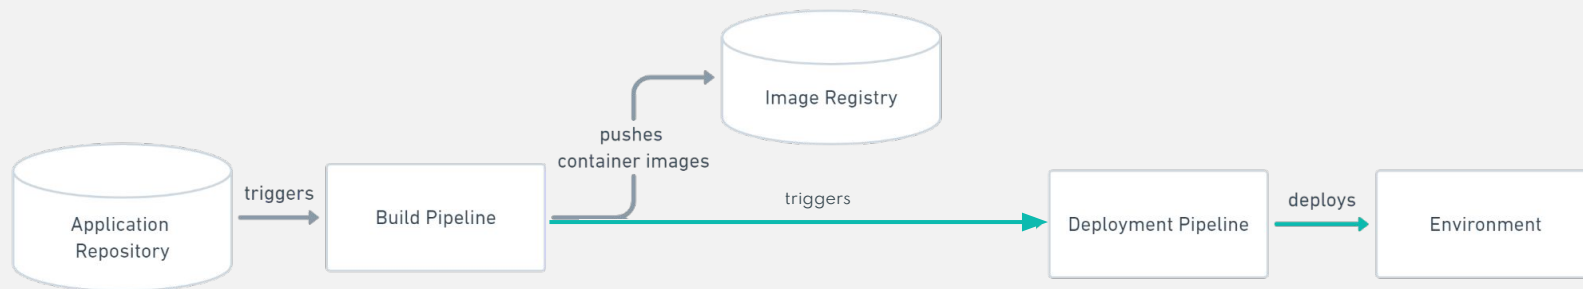 Image Registry
pushes
container images
triggers
Application
Repository
Build Pipeline
triggers
Deployment Pipeline
deploys
Environment